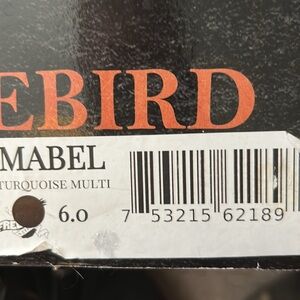 EBIRD
MABEL
TURQUOISE MULTI
6.0
7 53215 62189